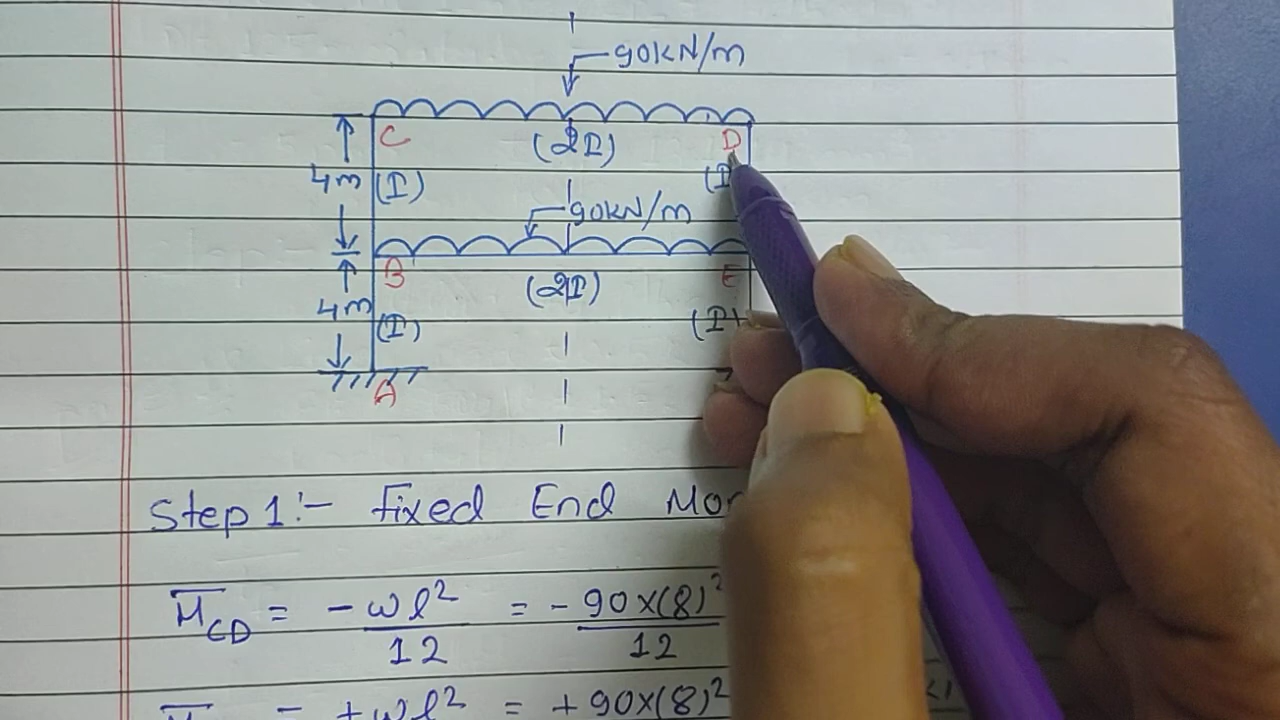 90kN/m
C (2I) D
4m (I) (I
90kN/m
B (2I) E
4m (I) (I)
A
Step 1:- Fixed End Mo
M̅CD = -wl²/12 = -90×(8)²/12
= +wl² = +90×(8)²